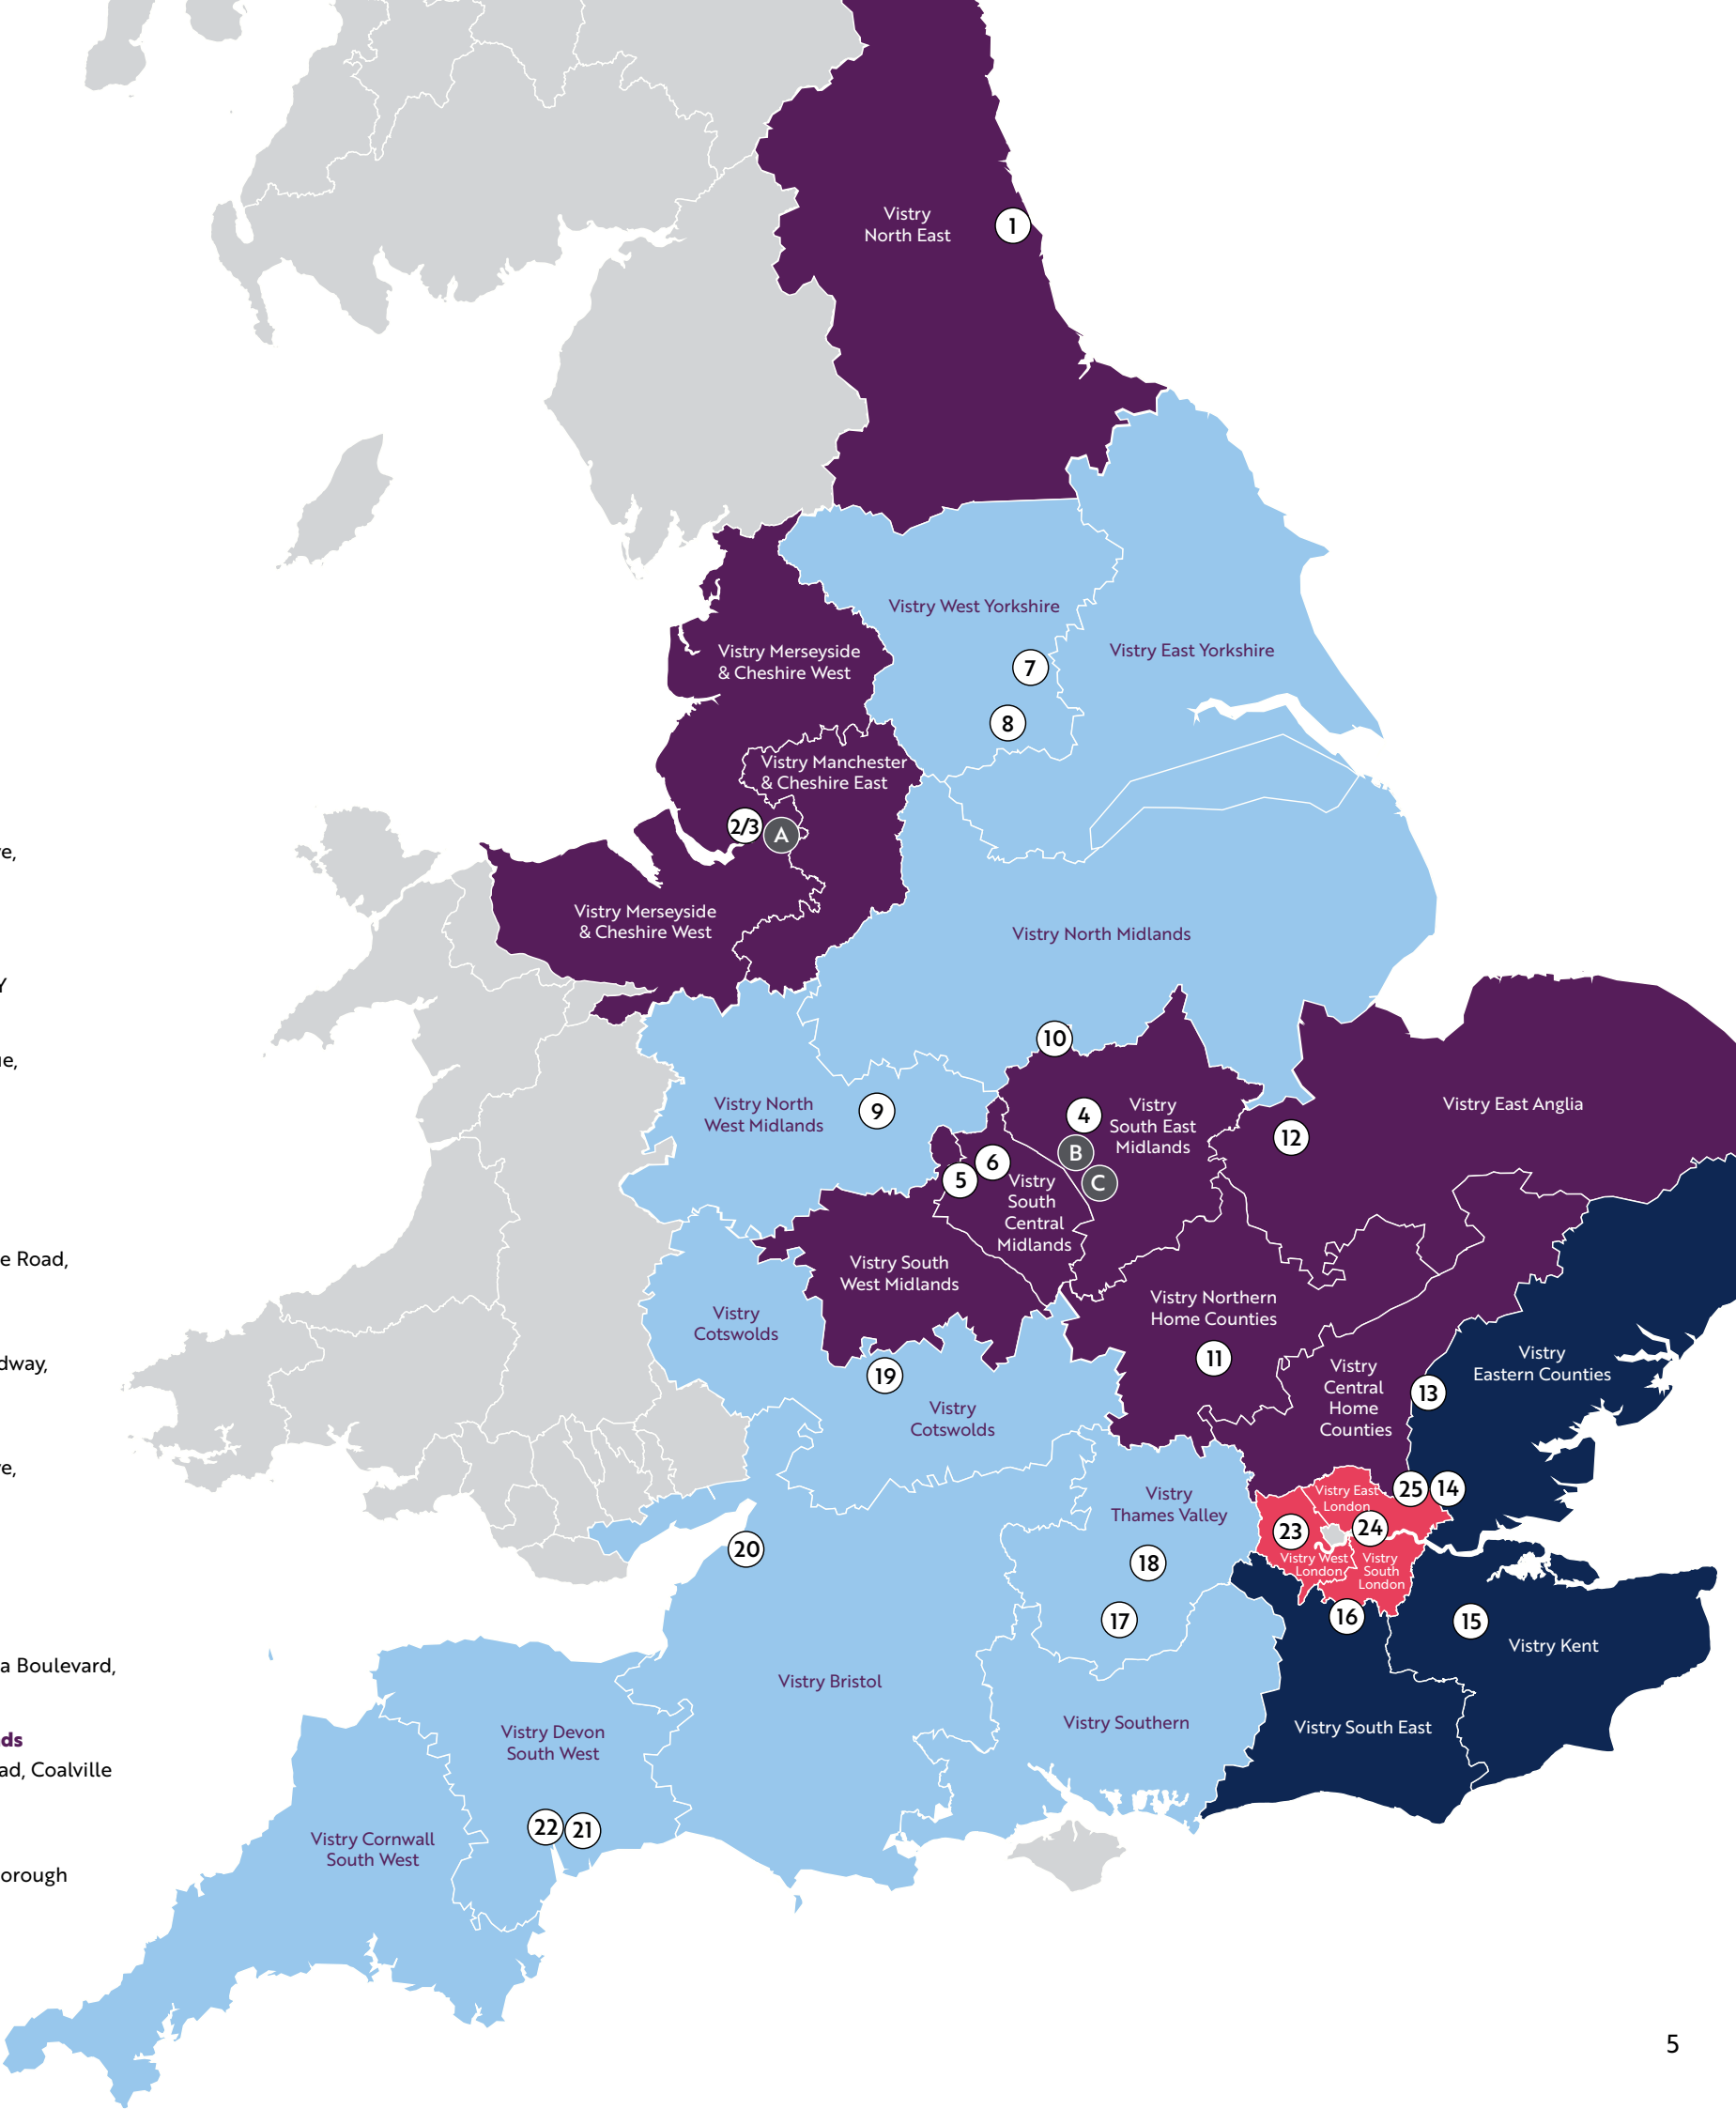 Vistry
North East
1
Vistry West Yorkshire
Vistry East Yorkshire
7
8
Vistry Merseyside
& Cheshire West
Vistry Manchester
& Cheshire East
2/3
A
Vistry Merseyside
& Cheshire West
Vistry North Midlands
10
Vistry North
West Midlands
9
4
Vistry
South East
Midlands
B
C
6
5
Vistry
South
Central
Midlands
12
Vistry East Anglia
Vistry South
West Midlands
Vistry
Cotswolds
Vistry Northern
Home Counties
11
19
Vistry
Cotswolds
Vistry
Central
Home
Counties
13
Vistry
Eastern Counties
Vistry
Thames Valley
18
17
25
14
Vistry East
London
23
24
Vistry West
London
Vistry
South
London
16
15
Vistry Kent
20
Vistry Bristol
Vistry Southern
Vistry South East
Vistry Devon
South West
22
21
Vistry Cornwall
South West
e Road,
dway,
a Boulevard,
ds
ad, Coalville
orough
5